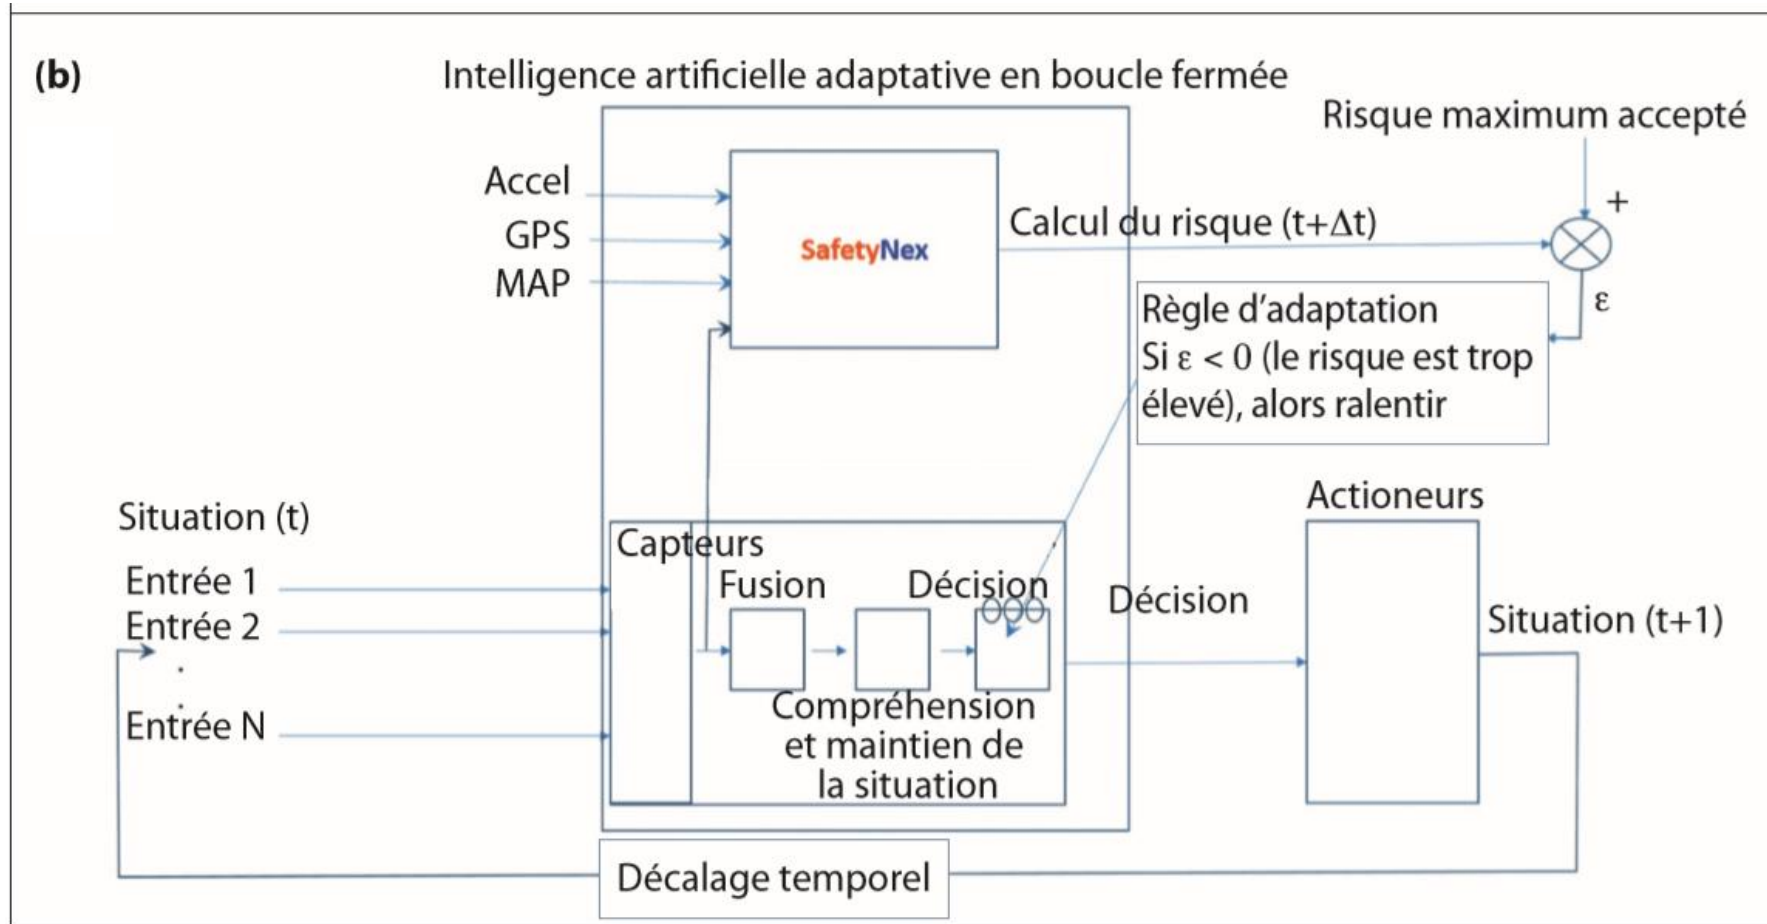 (b)
Intelligence artificielle adaptative en boucle fermée
Risque maximum accepté
Accel
GPS
MAP
SafetyNex
Calcul du risque (t+Δt)
+
ε
Règle d’adaptation
Si ε < 0 (le risque est trop
élevé), alors ralentir
Situation (t)
Entrée 1
Entrée 2
.
.
Entrée N
Capteurs
Fusion
Décision
Compréhension
et maintien de
la situation
Décision
Actioneurs
Situation (t+1)
Décalage temporel